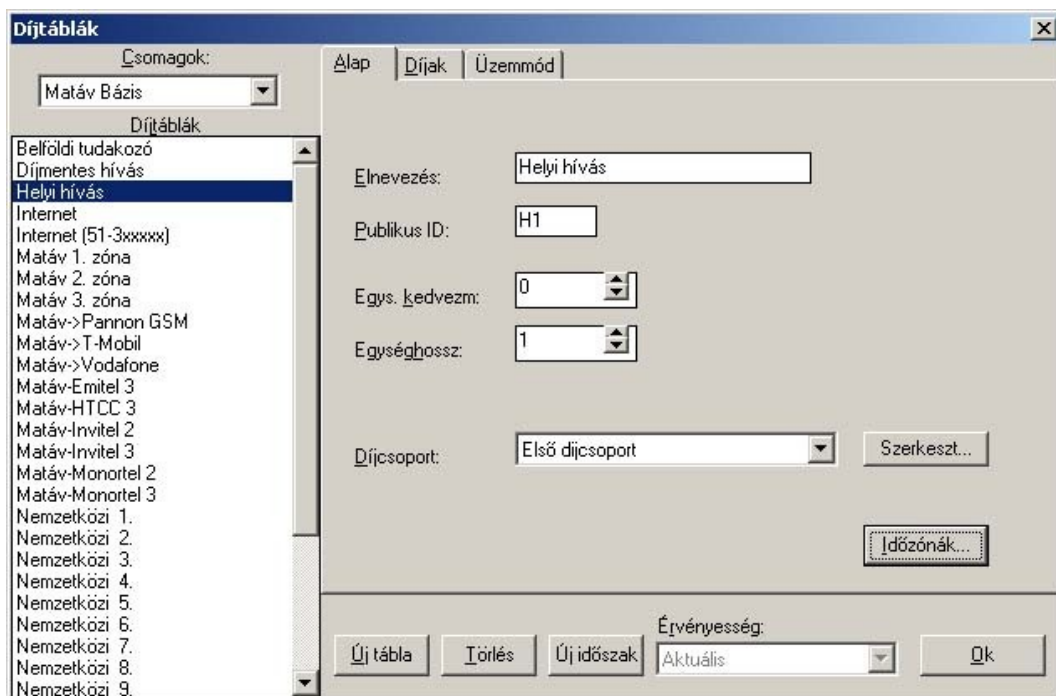 Díjtáblák
Csomagok:
Matáv Bázis
Díjtáblák
Belföldi tudakozó
Díjmentes hívás
Helyi hívás
Internet
Internet (51-3xxxxx)
Matáv 1. zóna
Matáv 2. zóna
Matáv 3. zóna
Matáv->Pannon GSM
Matáv->T-Mobil
Matáv->Vodafone
Matáv-Emitel 3
Matáv-HTCC 3
Matáv-Invitel 2
Matáv-Invitel 3
Matáv-Monortel 2
Matáv-Monortel 3
Nemzetközi 1.
Nemzetközi 2.
Nemzetközi 3.
Nemzetközi 4.
Nemzetközi 5.
Nemzetközi 6.
Nemzetközi 7.
Nemzetközi 8.
Nemzetközi 9.
Alap Díjak Üzemmód
Elnevezés: Helyi hívás
Publikus ID: H1
Egys. kedvezm: 0
Egységhossz: 1
Díjcsoport: Első díjcsoport Szerkeszt...
Időzónák...
Érvényesség:
Új tábla Törlés Új időszak Aktuális Ok